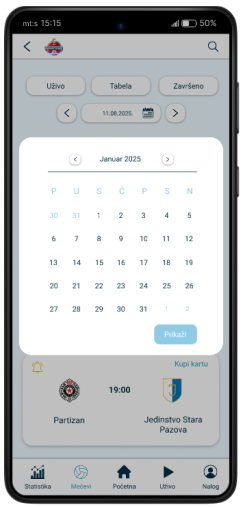 mt:s 15:15
50%
Uživo Tabela Završeno
11.08.2025.
Januar 2025
P U S Č P S N
30 31 1 2 3 4 5
6 7 8 9 10 11 12
13 14 15 16 17 18 19
20 21 22 23 24 25 26
27 28 29 30 31 1 2
Prikaži
Kupi kartu
19:00
Partizan Jedinstvo Stara
Pazova
Statistika Mečevi Početna Uživo Nalog